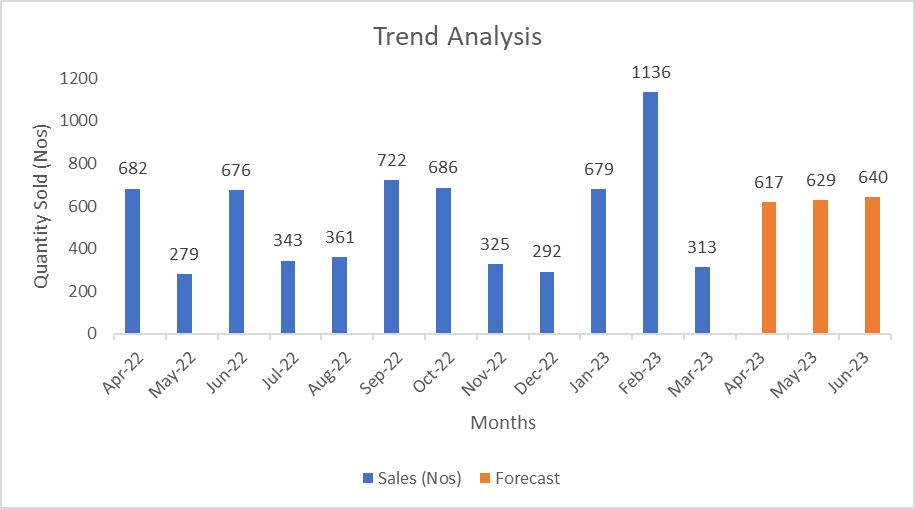 Trend Analysis
Quantity Sold (Nos)
1200
1000
800
600
400
200
0
682
279
676
343
361
722
686
325
292
679
1136
313
617
629
640
Apr-22
May-22
Jun-22
Jul-22
Aug-22
Sep-22
Oct-22
Nov-22
Dec-22
Jan-23
Feb-23
Mar-23
Apr-23
May-23
Jun-23
Months
Sales (Nos) Forecast